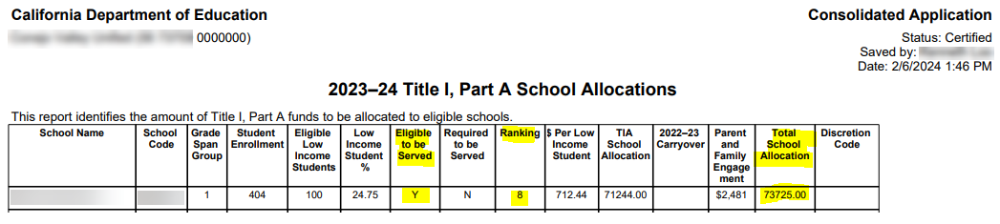 California Department of Education
Consolidated Application
0000000)
Status: Certified
Saved by:
Date: 2/6/2024 1:46 PM
2023–24 Title I, Part A School Allocations
This report identifies the amount of Title I, Part A funds to be allocated to eligible schools.
School Name
School
Code
Grade
Span
Group
Student
Enrollment
Eligible
Low
Income
Students
Low
Income
Student
%
Eligible
to be
Served
Required
to be
Served
Ranking
$ Per Low
Income
Student
TIA
School
Allocation
2022–23
Carryover
Parent
and
Family
Engage
ment
Total
School
Allocation
Discretion
Code
1 404 100 24.75 Y N 8 712.44 71244.00 $2,481 73725.00